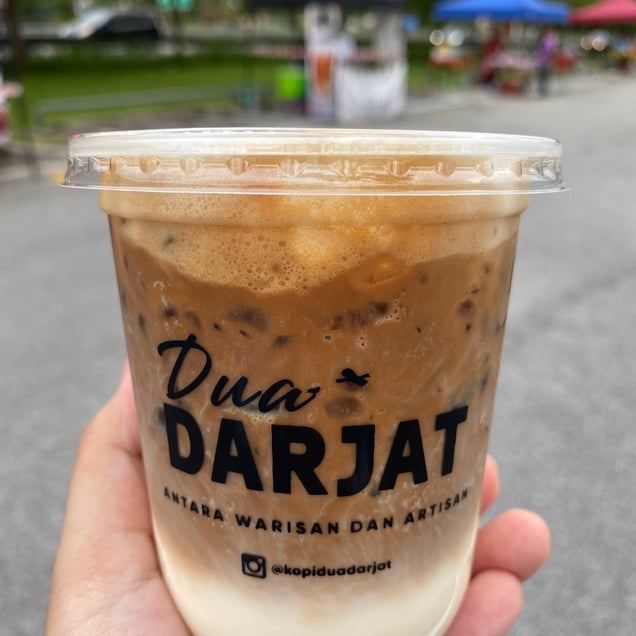 Dua
DARJAT
ANTARA WARISAN DAN ARTISAN
@kopiduadarjat